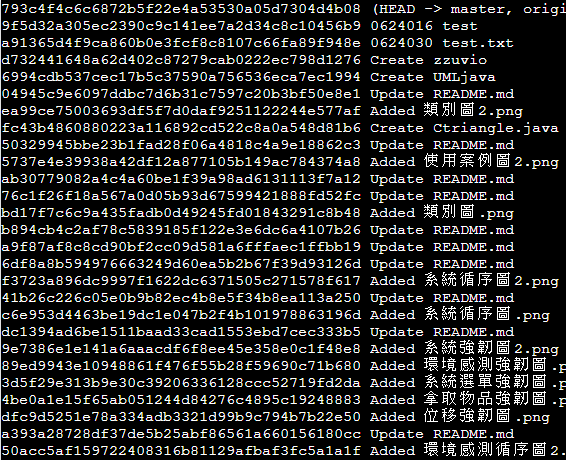 793c4f4c6c6872b5f22e4a53530a05d7304d4b08 (HEAD -> master, origi
9f5d32a305ec2390c9c141ee7a2d34c8c10456b9 0624016 test
a91365d4f9ca860b0e3fcf8c8107c66fa89f948e 0624030 test.txt
d732441648a62d402c87279cab0222ec798d1276 Create zzuvio
6994cdb537cec17b5c37590a756536eca7ec1994 Create UMLjava
04945c9e6097ddbc7d6b31c7597c20b3bf50e8e1 Update README.md
ea99ce75003693df5f7d0daf9251122244e577af Added 類別圖2.png
fc43b4860880223a116892cd522c8a0a548d81b6 Create Ctriangle.java
50329945bbe23b1fad28f06a4818c4a9e18862c3 Update README.md
5737e4e39938a42df12a877105b149ac784374a8 Added 使用案例圖2.png
ab30779082a4c4a60be1f39a98ad6131113f7a12 Update README.md
76c1f26f18a567a0d05b93d67599421888fd52fc Update README.md
bd17f7c6c9a435fadb0d49245fd01843291c8b48 Added 類別圖.png
b894cb4c2af78c5839185f122e3e6dc6a4107b26 Update README.md
a9f87af8c8cd90bf2cc09d581a6fffaec1ffbb19 Update README.md
6df8a8b594976663249d60ea5b2b67f39d93126d Update README.md
f3723a896dc9997f1622dc6371505c271578f617 Added 系統循序圖2.png
41b26c226c05e0b9b82ec4b8e5f34b8ea113a250 Update README.md
c6e953d4463be19dc1e047b2f4b101978863196d Added 系統循序圖.png
dc1394ad6be1511baad33cad1553ebd7cec333b5 Update README.md
9e7386e1e141a6aaacdf6f8ee45e358e0c1f48e8 Added 系統強韌圖2.png
89ed9943e10948861f476f55b28f59690c71b680 Added 環境感測強韌圖.p
3d5f29e313b9e30c39206336128ccc52719fd2da Added 系統選單強韌圖.p
4be0a1e15f65ab051244d84276c4895c19248883 Added 拿取物品強韌圖.p
dfc9d5251e78a334adb3321d99b9c794b7b22e50 Added 位移強韌圖.png
a393a28728df37de5b25abf86561a660156180cc Update README.md
50acc5af159722408316b81129afbaf3fc5a1a1f Added 環境感測循序圖2.